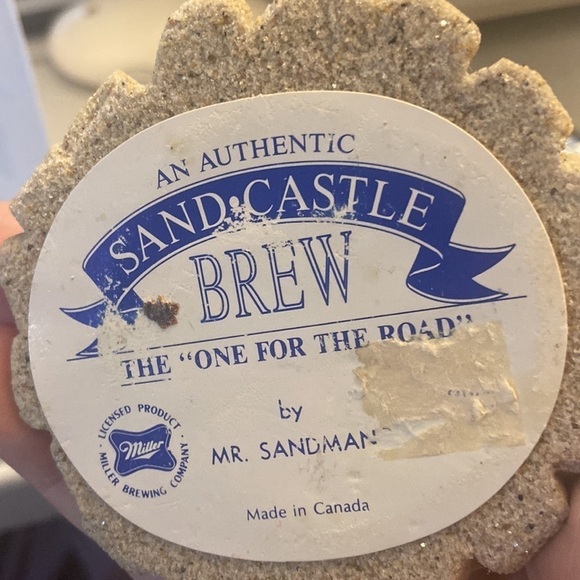 AN AUTHENTIC
SAND•CASTLE
BREW
THE "ONE FOR THE ROAD"
by
MR. SANDMAN
LICENSED PRODUCT
Miller
MILLER BREWING COMPANY
Made in Canada